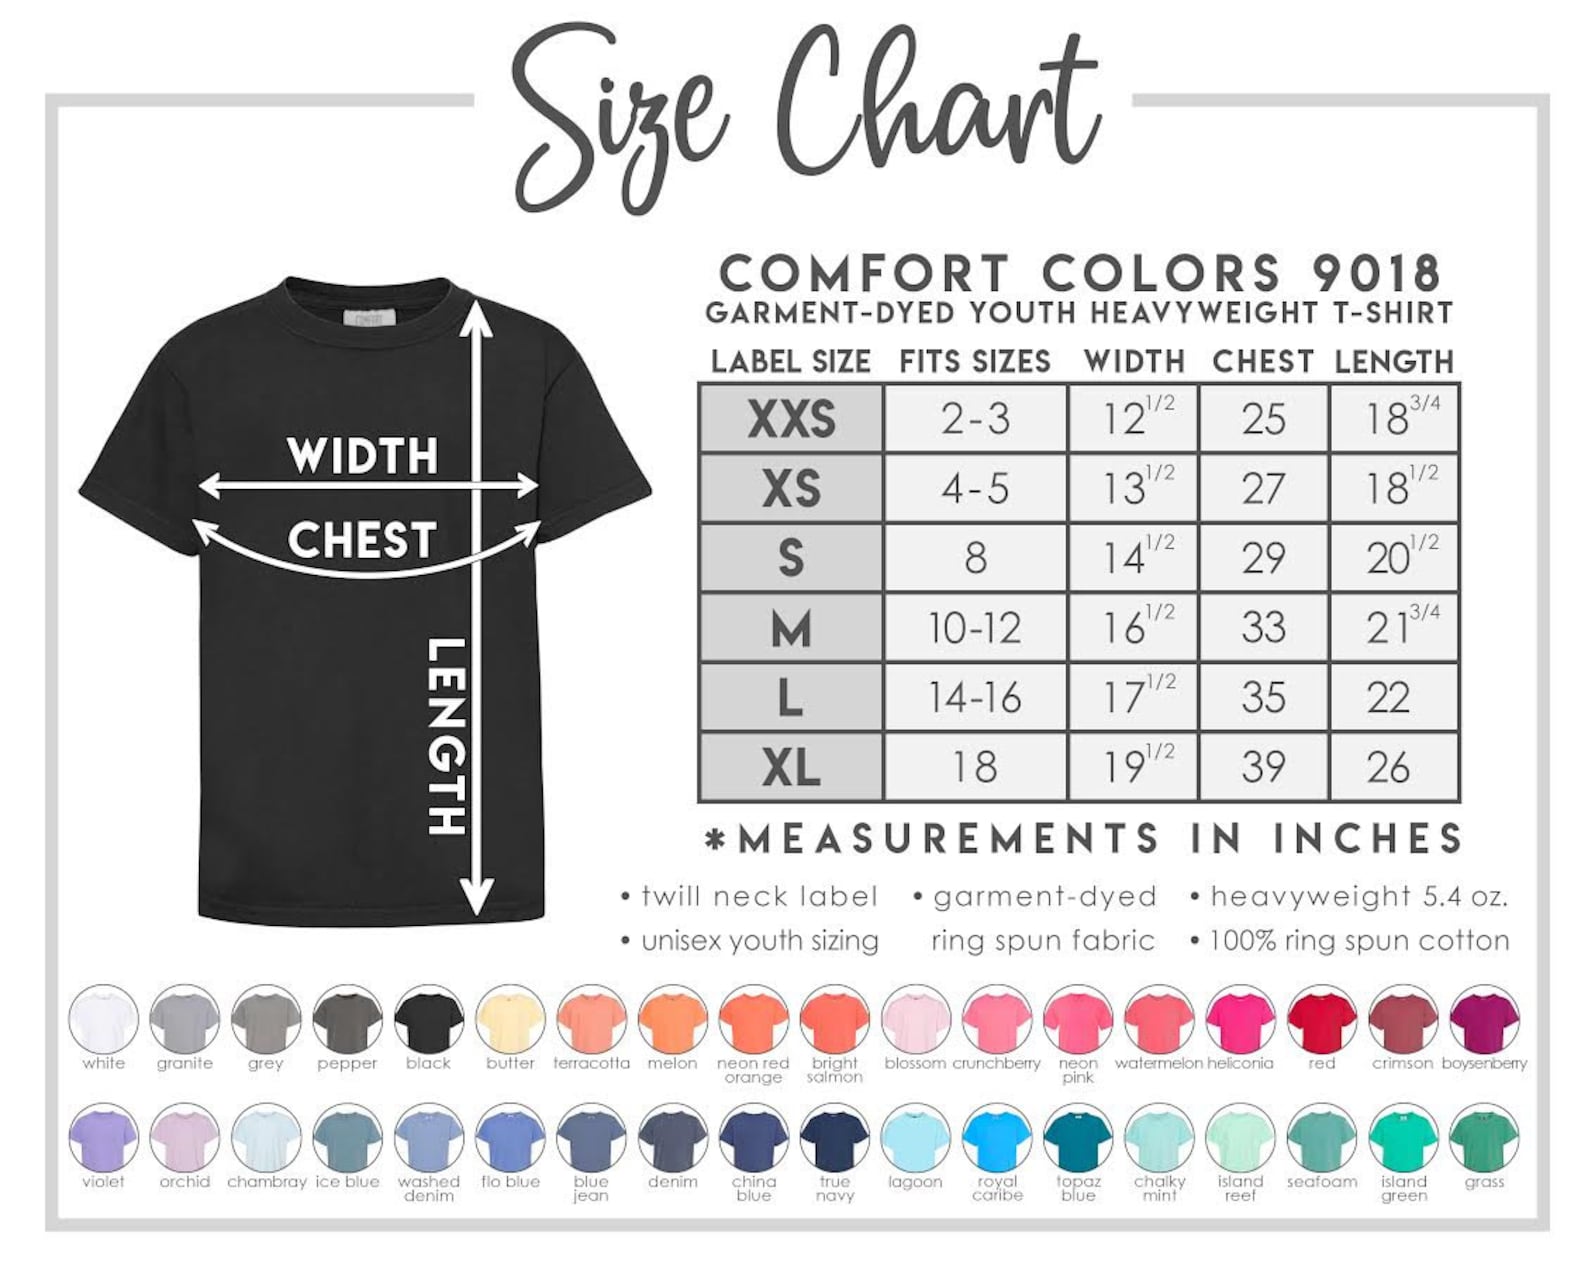 Size Chart
COMFORT COLORS 9018
GARMENT-DYED YOUTH HEAVYWEIGHT T-SHIRT
LABEL SIZE FITS SIZES WIDTH CHEST LENGTH
XXS 2-3 12 1/2 25 18 3/4
XS 4-5 13 1/2 27 18 1/2
S 8 14 1/2 29 20 1/2
M 10-12 16 1/2 33 21 3/4
L 14-16 17 1/2 35 22
XL 18 19 1/2 39 26
*MEASUREMENTS IN INCHES
COMFORT
WIDTH
CHEST
LENGTH
• twill neck label • garment-dyed • heavyweight 5.4 oz.
• unisex youth sizing ring spun fabric • 100% ring spun cotton
white granite grey pepper black butter terracotta melon neon red bright blossom crunchberry neon watermelon heliconia red crimson boysenberry
orange salmon pink
violet orchid chambray ice blue washed flo blue blue denim china true lagoon royal topaz chalky island seafoam island grass
denim jean blue navy caribe blue mint reef green